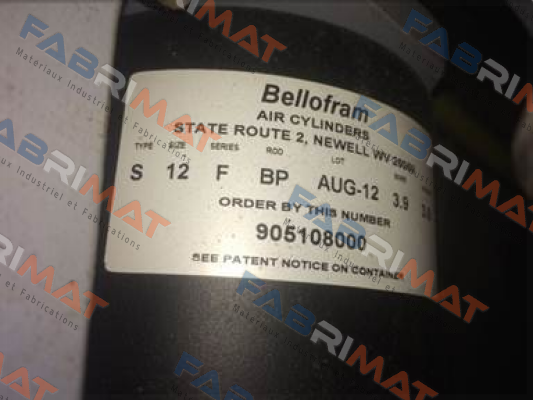 Bellofram
AIR CYLINDERS
STATE ROUTE 2, NEWELL WV
TYPE SIZE SERIES ROD LOT
S 12 F BP AUG-12 3.9
ORDER BY THIS NUMBER
905108000
SEE PATENT NOTICE ON CONTAINER
FABRIMAT
Materiaux Industriel et Fabrications